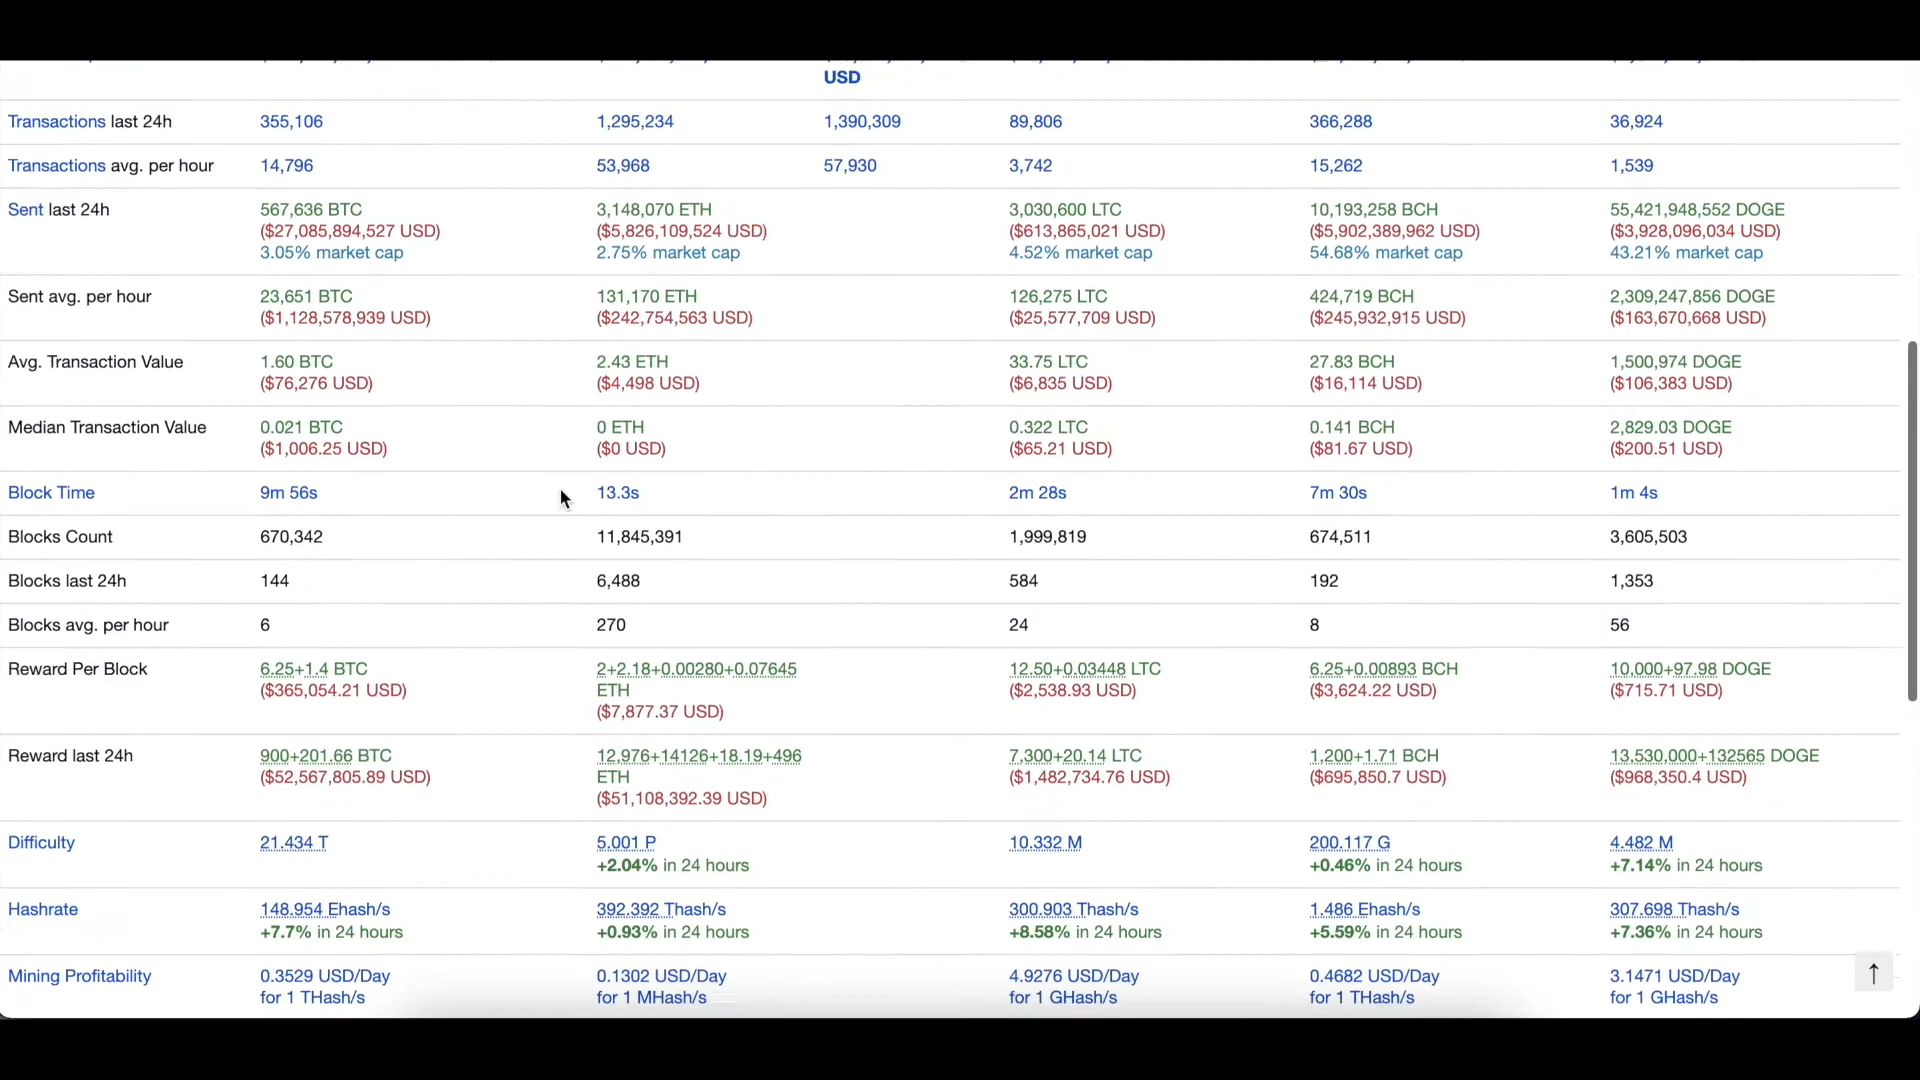 USD
Transactions last 24h 355,106 1,295,234 1,390,309 89,806 366,288 36,924
Transactions avg. per hour 14,796 53,968 57,930 3,742 15,262 1,539
Sent last 24h 567,636 BTC 3,148,070 ETH 3,030,600 LTC 10,193,258 BCH 55,421,948,552 DOGE
($27,085,894,527 USD) ($5,826,109,524 USD) ($613,865,021 USD) ($5,902,389,962 USD) ($3,928,096,034 USD)
3.05% market cap 2.75% market cap 4.52% market cap 54.68% market cap 43.21% market cap
Sent avg. per hour 23,651 BTC 131,170 ETH 126,275 LTC 424,719 BCH 2,309,247,856 DOGE
($1,128,578,939 USD) ($242,754,563 USD) ($25,577,709 USD) ($245,932,915 USD) ($163,670,668 USD)
Avg. Transaction Value 1.60 BTC 2.43 ETH 33.75 LTC 27.83 BCH 1,500,974 DOGE
($76,276 USD) ($4,498 USD) ($6,835 USD) ($16,114 USD) ($106,383 USD)
Median Transaction Value 0.021 BTC 0 ETH 0.322 LTC 0.141 BCH 2,829.03 DOGE
($1,006.25 USD) ($0 USD) ($65.21 USD) ($81.67 USD) ($200.51 USD)
Block Time 9m 56s 13.3s 2m 28s 7m 30s 1m 4s
Blocks Count 670,342 11,845,391 1,999,819 674,511 3,605,503
Blocks last 24h 144 6,488 584 192 1,353
Blocks avg. per hour 6 270 24 8 56
Reward Per Block 6.25+1.4 BTC 2+2.18+0.00280+0.07645 12.50+0.03448 LTC 6.25+0.00893 BCH 10,000+97.98 DOGE
($365,054.21 USD) ETH ($2,538.93 USD) ($3,624.22 USD) ($715.71 USD)
($7,877.37 USD)
Reward last 24h 900+201.66 BTC 12,976+14126+18.19+496 7,300+20.14 LTC 1,200+1.71 BCH 13,530,000+132565 DOGE
($52,567,805.89 USD) ETH ($1,482,734.76 USD) ($695,850.7 USD) ($968,350.4 USD)
($51,108,392.39 USD)
Difficulty 21.434 T 5.001 P 10.332 M 200.117 G 4.482 M
+2.04% in 24 hours +0.46% in 24 hours +7.14% in 24 hours
Hashrate 148.954 Ehash/s 392.392 Thash/s 300.903 Thash/s 1.486 Ehash/s 307.698 Thash/s
+7.7% in 24 hours +0.93% in 24 hours +8.58% in 24 hours +5.59% in 24 hours +7.36% in 24 hours
Mining Profitability 0.3529 USD/Day 0.1302 USD/Day 4.9276 USD/Day 0.4682 USD/Day 3.1471 USD/Day
for 1 THash/s for 1 MHash/s for 1 GHash/s for 1 THash/s for 1 GHash/s